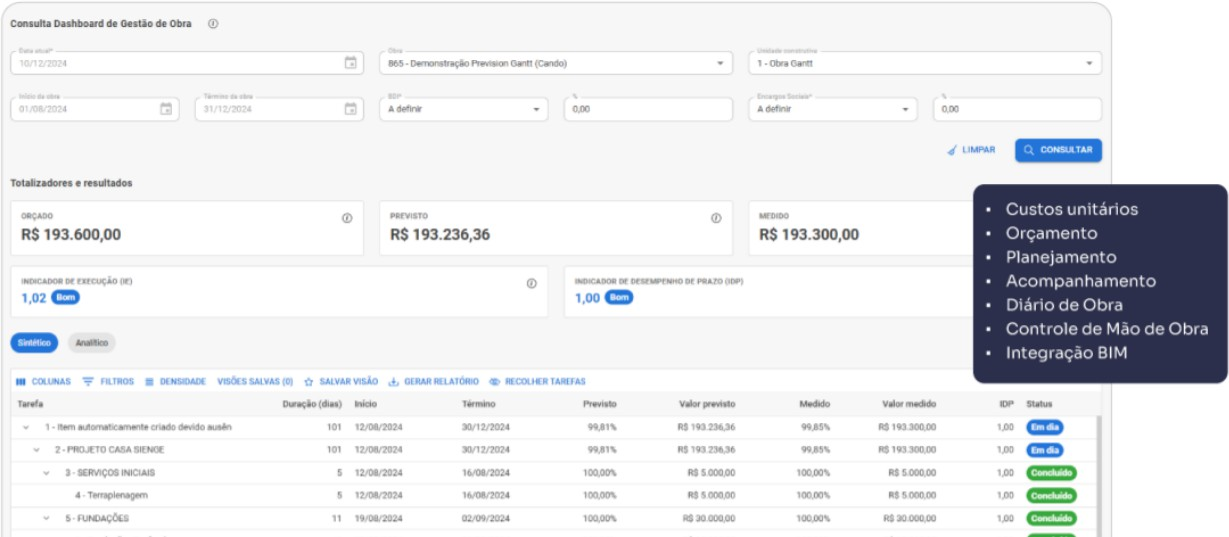 Consulta Dashboard de Gestão de Obra
Data atual*
10/12/2024
Obra
865 - Demonstração Prevision Gantt (Cando)
Unidade construtiva
1 - Obra Gantt
Início da obra
01/08/2024
Término da obra
31/12/2024
BDI*
A definir
%
0,00
Encargos Sociais*
A definir
%
0,00
LIMPAR
CONSULTAR
Totalizadores e resultados
ORÇADO
R$ 193.600,00
PREVISTO
R$ 193.236,36
MEDIDO
R$ 193.300,00
INDICADOR DE EXECUÇÃO (IE)
1,02 Bom
INDICADOR DE DESEMPENHO DE PRAZO (IDP)
1,00 Bom
• Custos unitários
• Orçamento
• Planejamento
• Acompanhamento
• Diário de Obra
• Controle de Mão de Obra
• Integração BIM
Sintético Analítico
COLUNAS FILTROS DENSIDADE VISÕES SALVAS (0) SALVAR VISÃO GERAR RELATÓRIO RECOLHER TAREFAS
Tarefa Duração (dias) Início Término Previsto Valor previsto Medido Valor medido IDP Status
1 - Item automaticamente criado devido ausên 101 12/08/2024 30/12/2024 99,81% R$ 193.236,36 99,85% R$ 193.300,00 1,00 Em dia
2 - PROJETO CASA SIENGE 101 12/08/2024 30/12/2024 99,81% R$ 193.236,36 99,85% R$ 193.300,00 1,00 Em dia
3 - SERVIÇOS INICIAIS 5 12/08/2024 16/08/2024 100,00% R$ 5.000,00 100,00% R$ 5.000,00 1,00 Concluído
4 - Terraplenagem 5 12/08/2024 16/08/2024 100,00% R$ 5.000,00 100,00% R$ 5.000,00 1,00 Concluído
5 - FUNDAÇÕES 11 19/08/2024 02/09/2024 100,00% R$ 30.000,00 100,00% R$ 30.000,00 1,00 Concluído